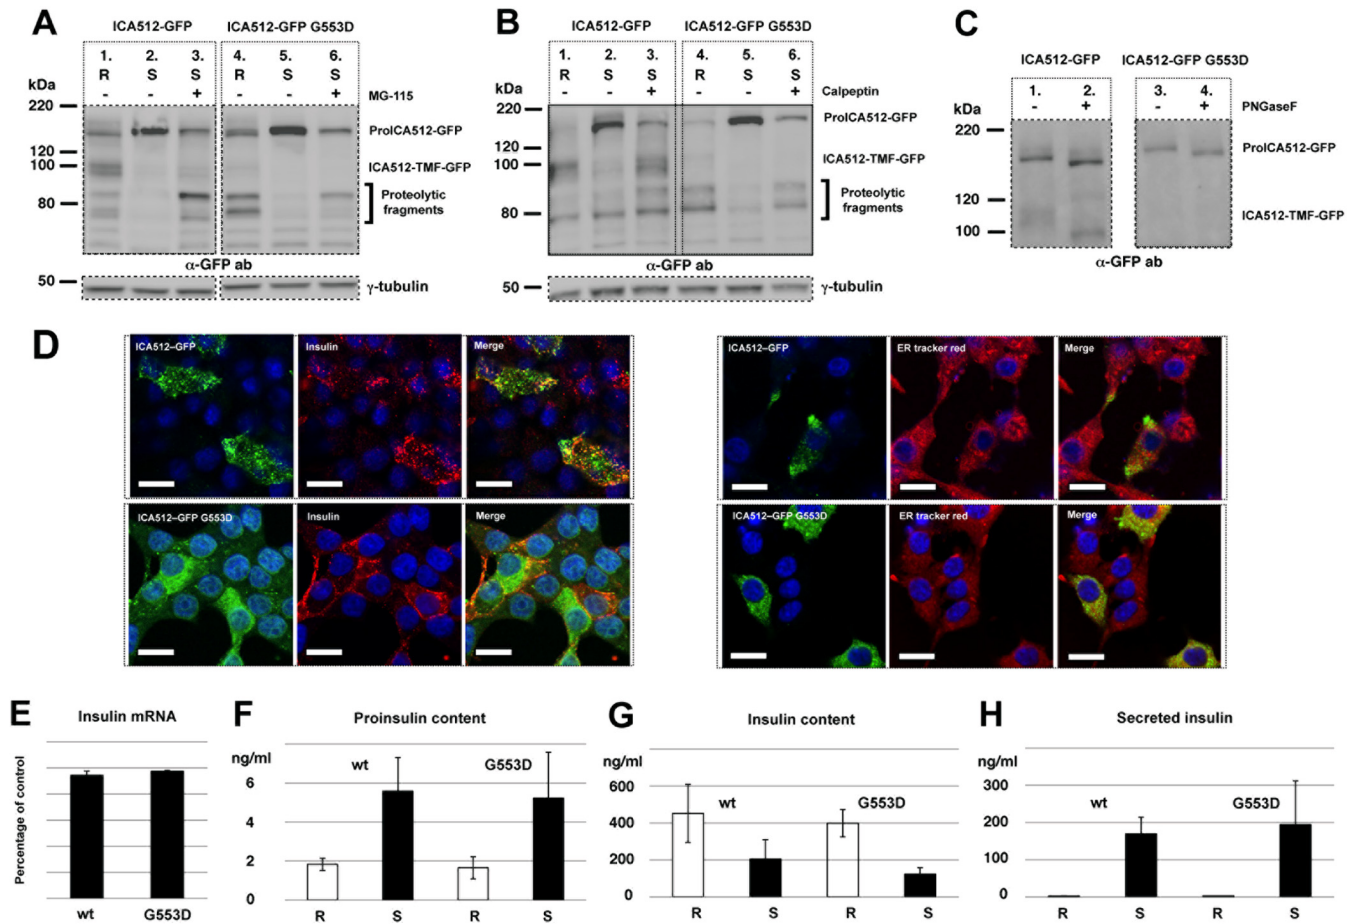 A
ICA512-GFP
ICA512-GFP G553D
1. 2. 3. 4. 5. 6.
R S S R S S
kDa
- - + - - + MG-115
220
120
100
80
ProICA512-GFP
ICA512-TMF-GFP
Proteolytic
fragments
α-GFP ab
50
γ-tubulin
B
ICA512-GFP
ICA512-GFP G553D
1. 2. 3. 4. 5. 6.
R S S R S S
kDa
- - + - - + Calpeptin
220
120
100
80
ProICA512-GFP
ICA512-TMF-GFP
Proteolytic
fragments
α-GFP ab
50
γ-tubulin
C
ICA512-GFP
ICA512-GFP G553D
1. 2. 3. 4.
kDa
- + - + PNGaseF
220
120
100
ProICA512-GFP
ICA512-TMF-GFP
α-GFP ab
D
ICA512–GFP Insulin Merge
ICA512–GFP G553D Insulin Merge
ICA512–GFP ER tracker red Merge
ICA512–GFP G553D ER tracker red Merge
E
Insulin mRNA
Percentage of control
wt G553D
F
Proinsulin content
ng/ml
wt
G553D
6
4
2
0
R S R S
G
Insulin content
ng/ml
600
400
200
0
wt
G553D
R S R S
H
Secreted insulin
ng/ml
300
200
100
0
wt
G553D
R S R S